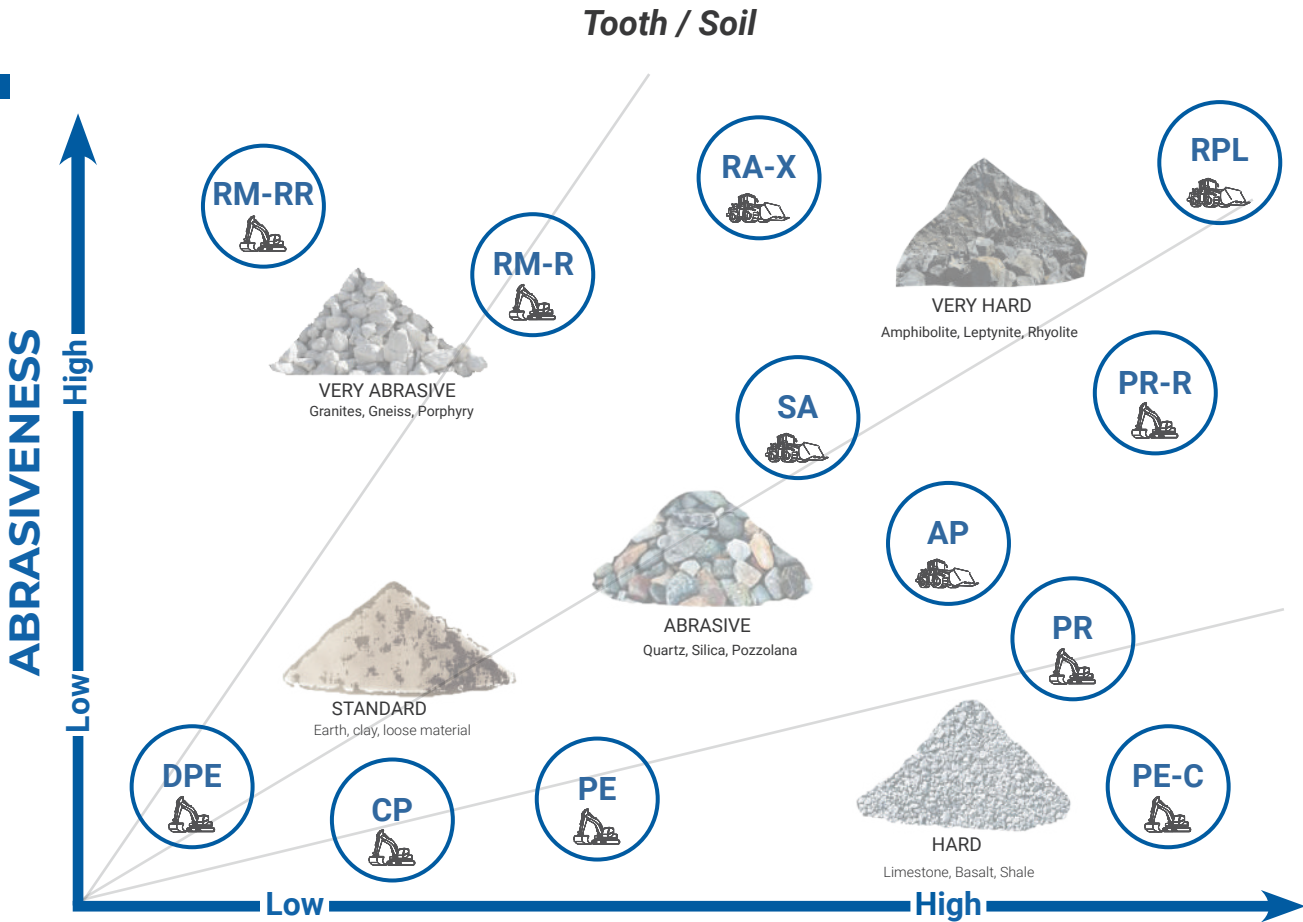 Tooth / Soil
RPL
RA-X
RM-RR
RM-R
VERY HARD
Amphibolite, Leptynite, Rhyolite
High
VERY ABRASIVE
Granites, Gneiss, Porphyry
PR-R
SA
ABRASIVENESS
AP
ABRASIVE
Quartz, Silica, Pozzolana
PR
Low
STANDARD
Earth, clay, loose material
DPE
CP
PE
PE-C
HARD
Limestone, Basalt, Shale
Low
High